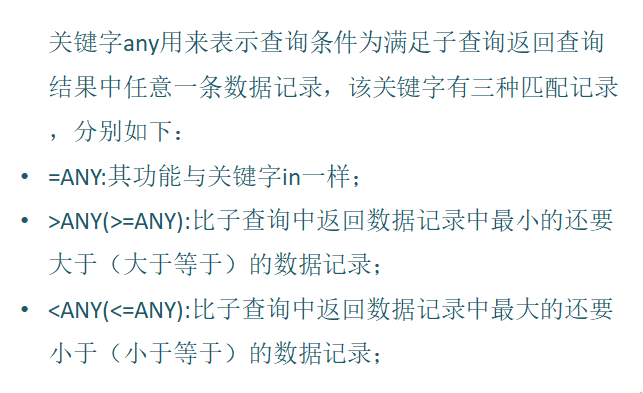 关键字any用来表示查询条件为满足子查询返回查询
结果中任意一条数据记录，该关键字有三种匹配记录
，分别如下：
• =ANY:其功能与关键字in一样；
• >ANY(>=ANY):比子查询中返回数据记录中最小的还要
大于（大于等于）的数据记录；
• <ANY(<=ANY):比子查询中返回数据记录中最大的还要
小于（小于等于）的数据记录；